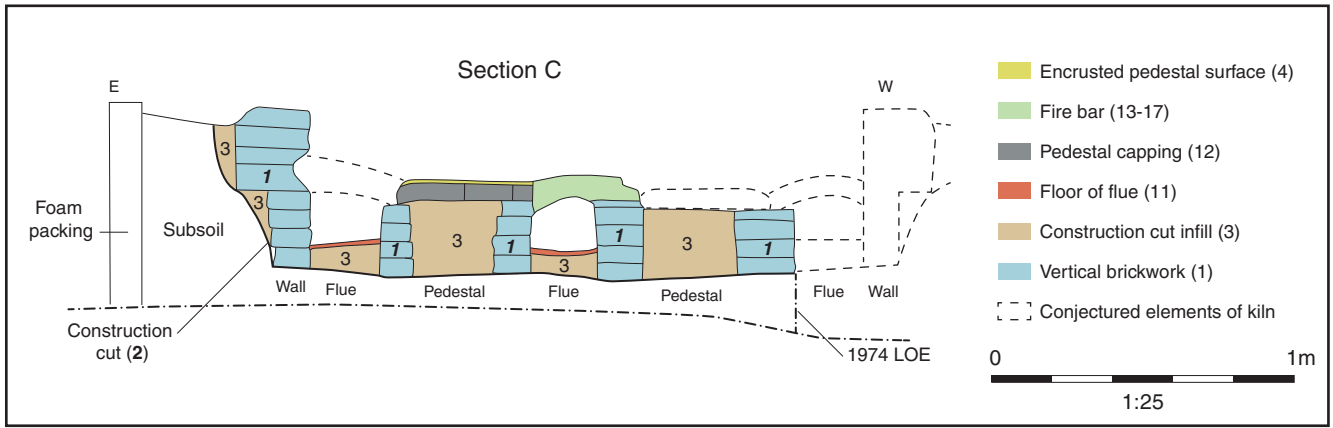 Section C
E
W
3
1
3
Foam
packing
Subsoil
3
1
3
1
3
1
3
1
Wall
Flue
Pedestal
Flue
Pedestal
Flue
Wall
Construction
cut (2)
1974 LOE
Encrusted pedestal surface (4)
Fire bar (13-17)
Pedestal capping (12)
Floor of flue (11)
Construction cut infill (3)
Vertical brickwork (1)
Conjectured elements of kiln
0
1m
1:25